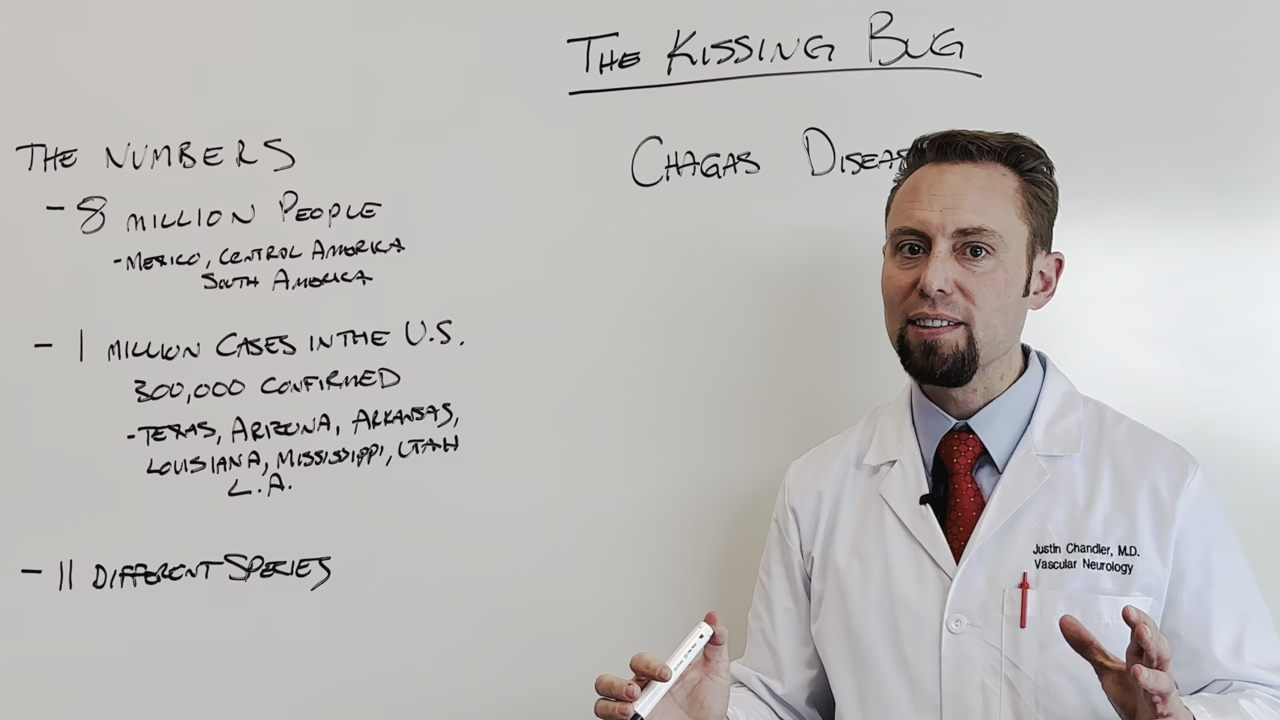 THE KISSING BUG
CHAGAS DISEAS
THE NUMBERS
- 8 MILLION PEOPLE
- MEXICO, CENTRAL AMERICA
SOUTH AMERICA
- 1 MILLION CASES IN THE U.S.
300,000 CONFIRMED
- TEXAS, ARIZONA, ARKANSAS,
LOUISIANA, MISSISSIPPI, UTAH
L.A.
- 11 DIFFERENT SPECIES
Justin Chandler, M.D.
Vascular Neurology